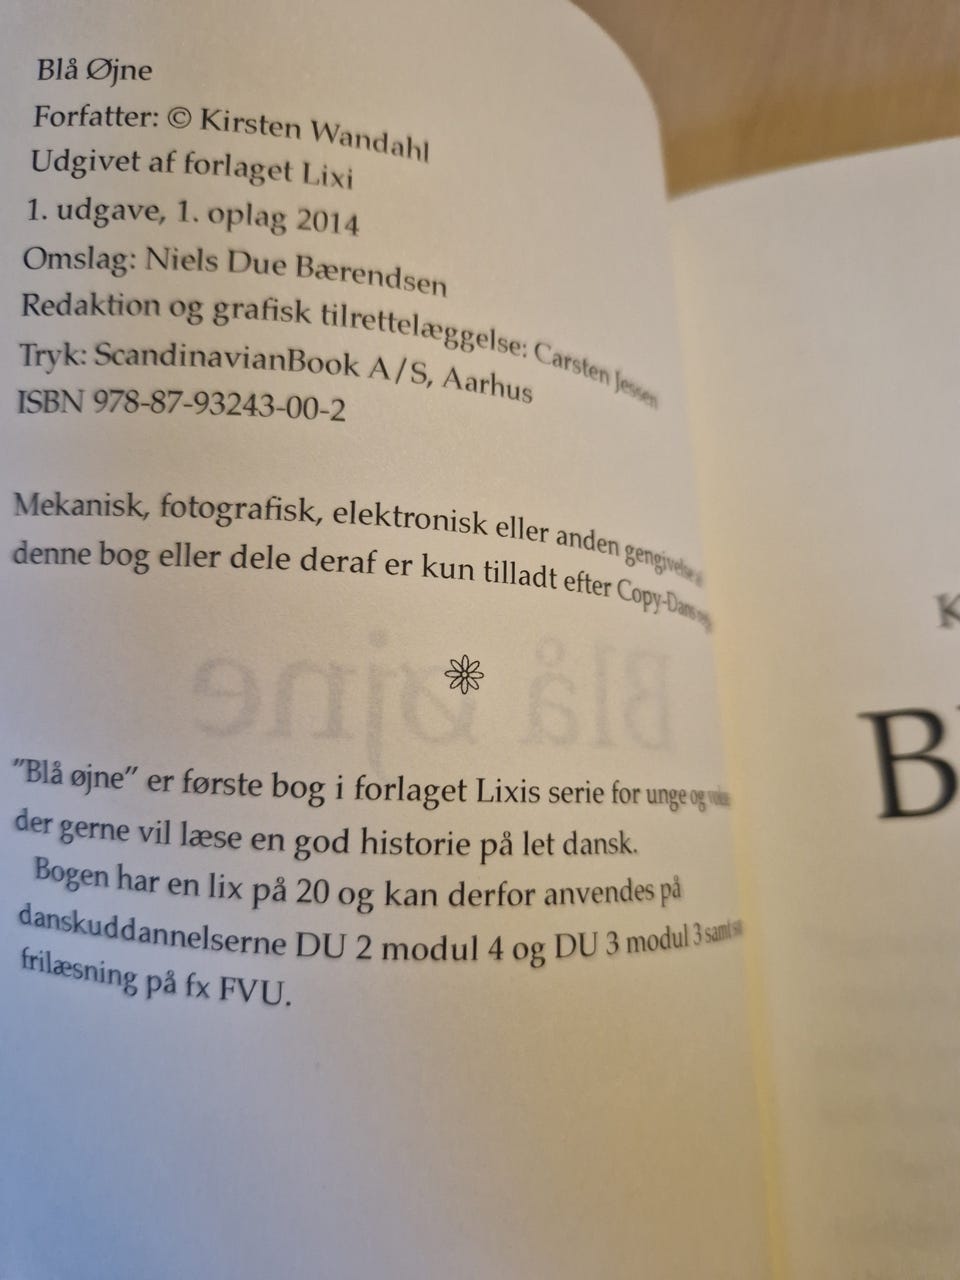 Blå Øjne
Forfatter: © Kirsten Wandahl
Udgivet af forlaget Lixi
1. udgave, 1. oplag 2014
Omslag: Niels Due Bærendsen
Redaktion og grafisk tilrettelæggelse: Carsten Jessen
Tryk: ScandinavianBook A/S, Aarhus
ISBN 978-87-93243-00-2
Mekanisk, fotografisk, elektronisk eller anden gengivelse
denne bog eller dele deraf er kun tilladt efter
Blå øjne
"Blå øjne" er første bog i forlaget Lixis serie for unge og
der gerne vil læse en god historie på let dansk.
Bogen har en lix på 20 og kan derfor anvendes på
danskuddannelserne DU 2 modul 4 og DU 3 modul 3 samt
frilæsning på fx FVU.
K
B